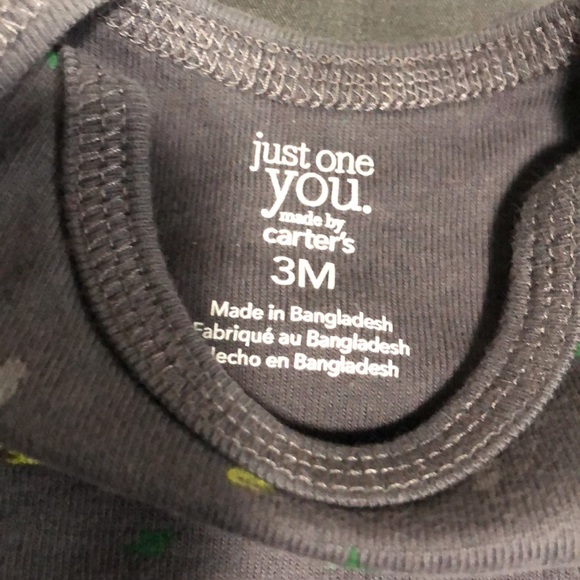 just one
you.
made by
carter's
3M
Made in Bangladesh
Fabriqué au Bangladesh
Hecho en Bangladesh